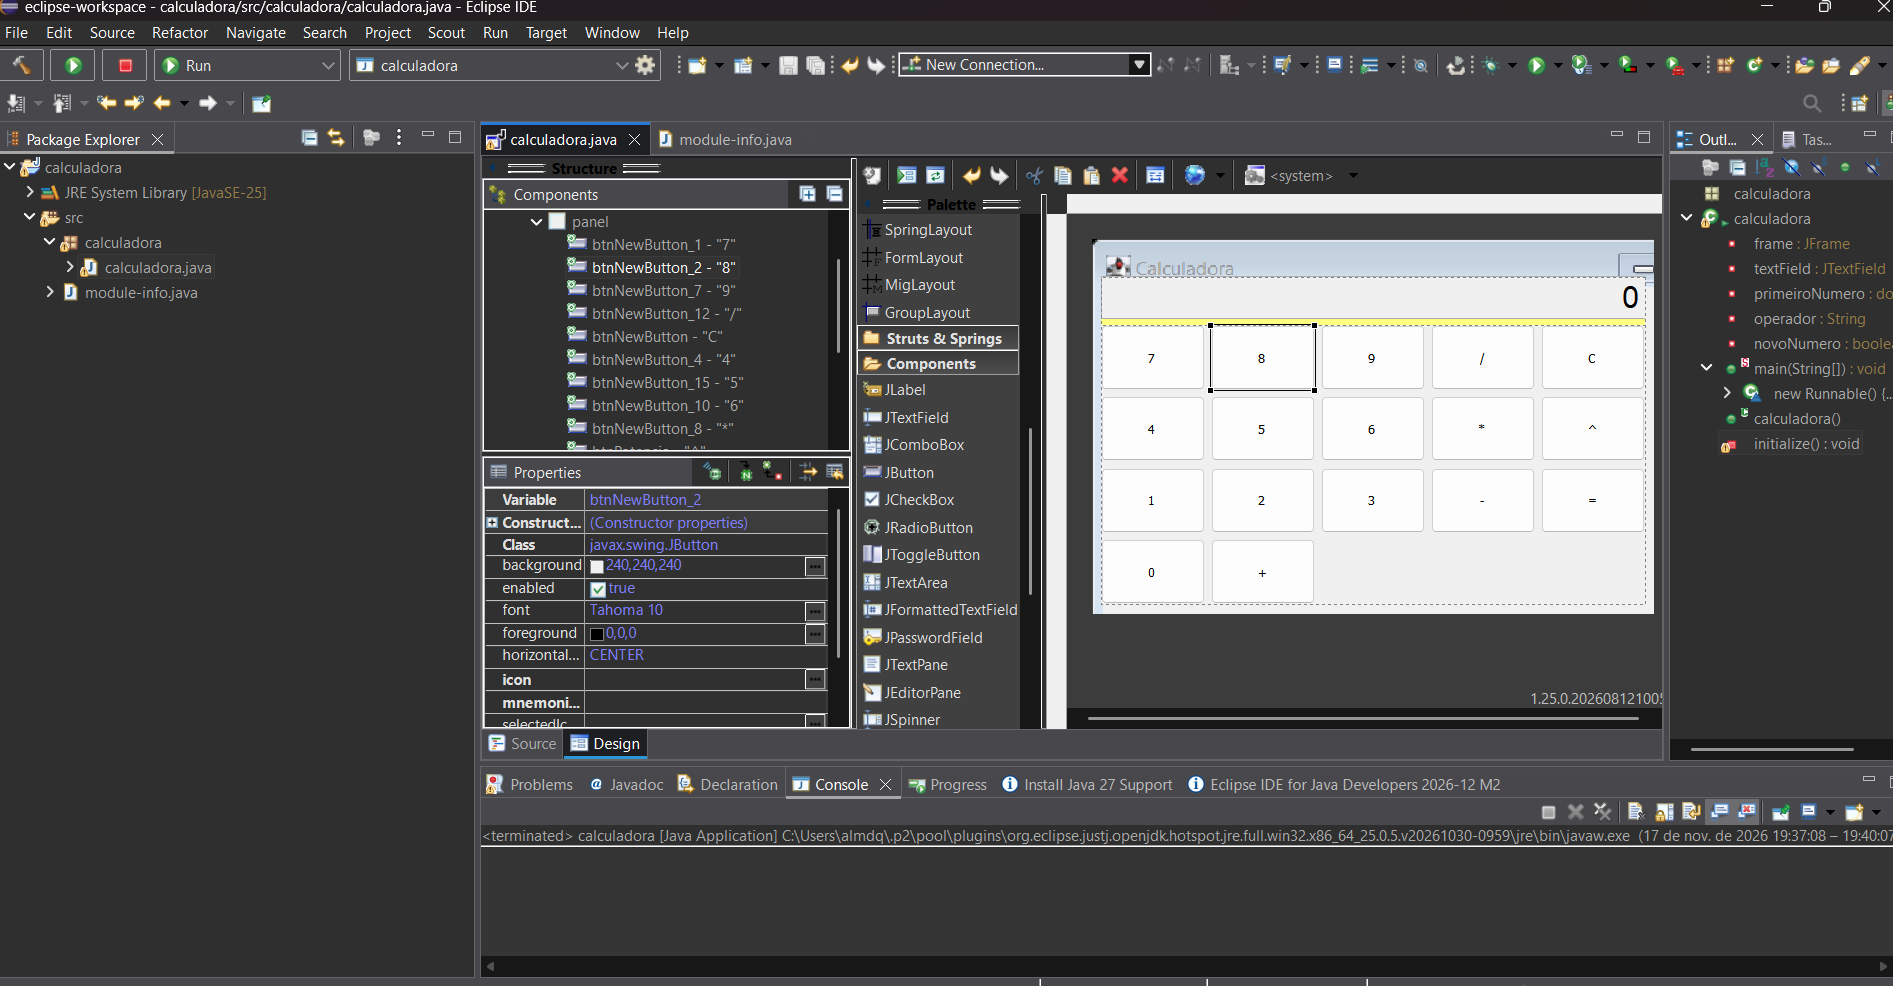 eclipse-workspace - calculadora/src/calculadora/calculadora.java - Eclipse IDE
File Edit Source Refactor Navigate Search Project Scout Run Target Window Help
Run
calculadora
New Connection...
Package Explorer
calculadora
JRE System Library [JavaSE-25]
src
calculadora
calculadora.java
module-info.java
calculadora.java
module-info.java
Structure
Components
panel
btnNewButton_1 - "7"
btnNewButton_2 - "8"
btnNewButton_7 - "9"
btnNewButton_12 - "/"
btnNewButton - "C"
btnNewButton_4 - "4"
btnNewButton_15 - "5"
btnNewButton_10 - "6"
btnNewButton_8 - "*"
Properties
Variable btnNewButton_2
Construct... (Constructor properties)
Class javax.swing.JButton
background 240,240,240
enabled true
font Tahoma 10
foreground 0,0,0
horizontal... CENTER
icon
mnemoni...
selectedIc
Source
Design
<system>
Palette
SpringLayout
FormLayout
MigLayout
GroupLayout
Struts & Springs
Components
JLabel
JTextField
JComboBox
JButton
JCheckBox
JRadioButton
JToggleButton
JTextArea
JFormattedTextField
JPasswordField
JTextPane
JEditorPane
JSpinner
Calculadora
0
7 8 9 / C
4 5 6 * ^
1 2 3 - =
0 +
1.25.0.202608121005
Outl...
Tas...
calculadora
calculadora
frame : JFrame
textField : JTextField
primeiroNumero : do
operador : String
novoNumero : boole
main(String[]) : void
new Runnable() {...
calculadora()
initialize() : void
Problems
Javadoc
Declaration
Console
Progress
Install Java 27 Support
Eclipse IDE for Java Developers 2026-12 M2
<terminated> calculadora [Java Application] C:\Users\almdq\.p2\pool\plugins\org.eclipse.justj.openjdk.hotspot.jre.full.win32.x86_64_25.0.5.v20261030-0959\jre\bin\javaw.exe (17 de nov. de 2026 19:37:08 – 19:40:07